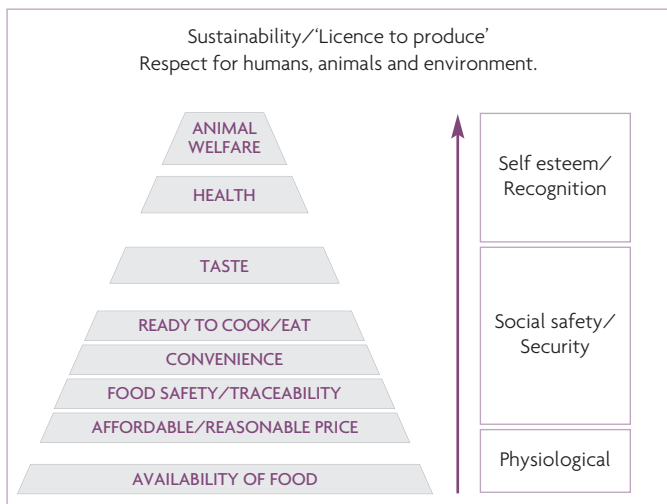 Sustainability/‘Licence to produce’
Respect for humans, animals and environment.
ANIMAL
WELFARE
HEALTH
TASTE
READY TO COOK/EAT
CONVENIENCE
FOOD SAFETY/TRACEABILITY
AFFORDABLE/REASONABLE PRICE
AVAILABILITY OF FOOD
Self esteem/
Recognition
Social safety/
Security
Physiological